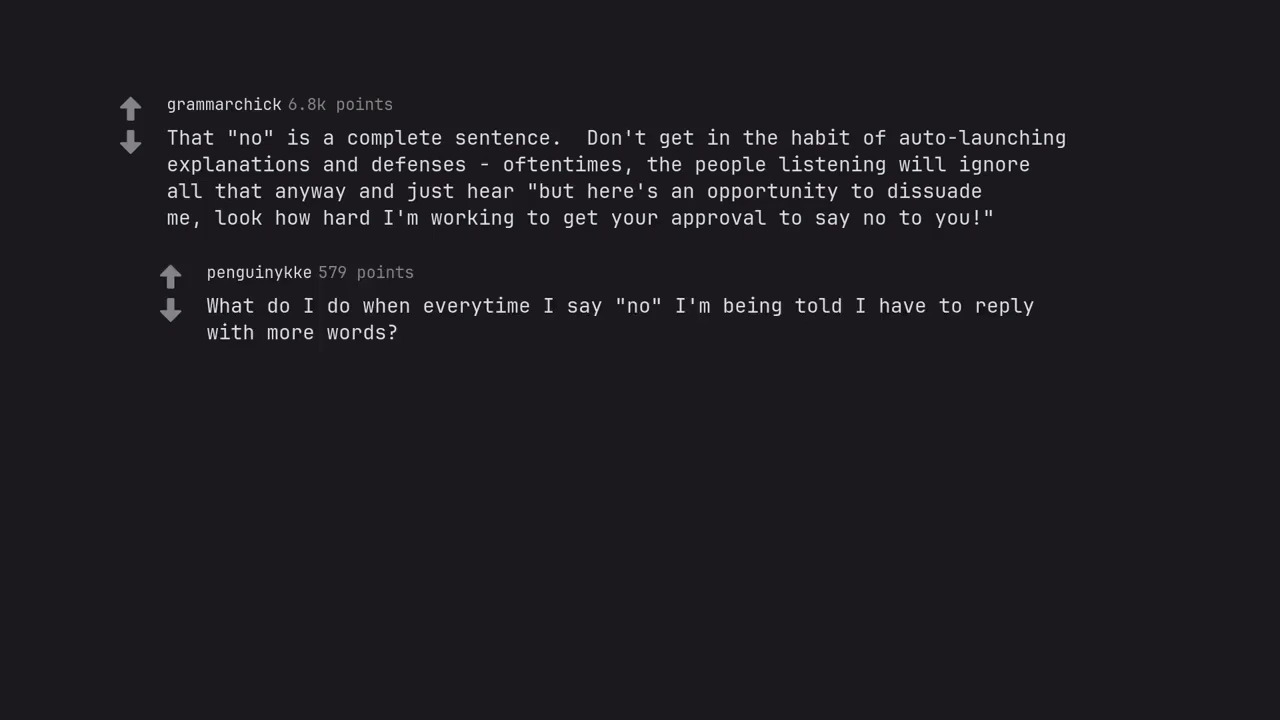 grammarchick 6.8k points
That "no" is a complete sentence.  Don't get in the habit of auto-launching
explanations and defenses - oftentimes, the people listening will ignore
all that anyway and just hear "but here's an opportunity to dissuade
me, look how hard I'm working to get your approval to say no to you!"
penguinykke 579 points
What do I do when everytime I say "no" I'm being told I have to reply
with more words?